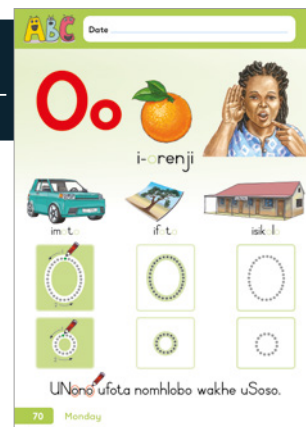 ABC
Date
Oo
i-orenji
imoto
ifoto
isikolo
UNono ufota nomhlobo wakhe uSoso.
70 Monday